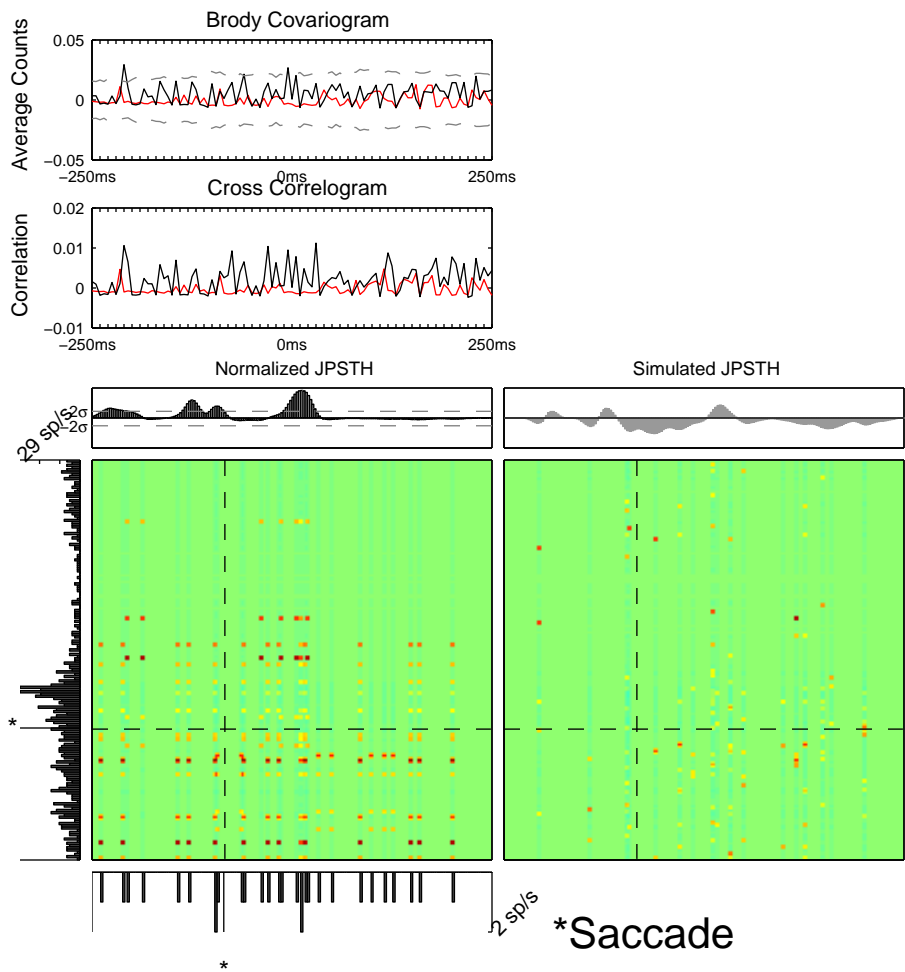 Brody Covariogram
Average Counts
0.05
0
−0.05
−250ms
0ms
250ms
Cross Correlogram
Correlation
0.02
0.01
0
−0.01
−250ms
0ms
250ms
Normalized JPSTH
Simulated JPSTH
2σ
−2σ
29 sp/s
*
2 sp/s
*
*Saccade